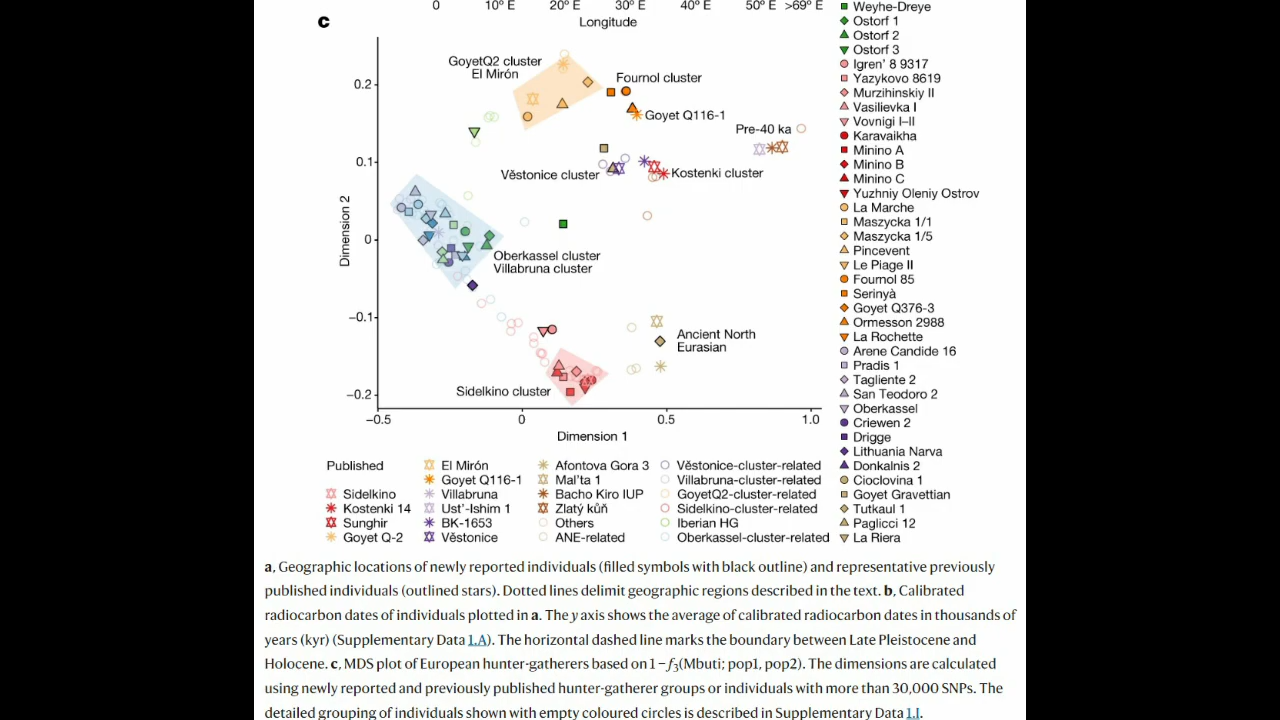 0 10° E 20° E 30° E 40° E 50° E >69° E
Longitude
c
GoyetQ2 cluster
El Mirón
Fournol cluster
Goyet Q116-1
Pre-40 ka
Věstonice cluster
Kostenki cluster
Oberkassel cluster
Villabruna cluster
Ancient North
Eurasian
Sidelkino cluster
Dimension 2
0.2
0.1
0
−0.1
−0.2
−0.5 0 0.5 1.0
Dimension 1
Weyhe-Dreye
Ostorf 1
Ostorf 2
Ostorf 3
Igren' 8 9317
Yazykovo 8619
Murzihinskiy II
Vasilievka I
Vovnigi I–II
Karavaikha
Minino A
Minino B
Minino C
Yuzhniy Oleniy Ostrov
La Marche
Maszycka 1/1
Maszycka 1/5
Pincevent
Le Piage II
Fournol 85
Serinyà
Goyet Q376-3
Ormesson 2988
La Rochette
Arene Candide 16
Pradis 1
Tagliente 2
San Teodoro 2
Oberkassel
Criewen 2
Drigge
Lithuania Narva
Donkalnis 2
Cioclovina 1
Goyet Gravettian
Tutkaul 1
Paglicci 12
La Riera
Published
Sidelkino
Kostenki 14
Sunghir
Goyet Q-2
El Mirón
Goyet Q116-1
Villabruna
Ust'-Ishim 1
BK-1653
Věstonice
Afontova Gora 3
Mal'ta 1
Bacho Kiro IUP
Zlatý kůň
Others
ANE-related
Věstonice-cluster-related
Villabruna-cluster-related
GoyetQ2-cluster-related
Sidelkino-cluster-related
Iberian HG
Oberkassel-cluster-related
a, Geographic locations of newly reported individuals (filled symbols with black outline) and representative previously
published individuals (outlined stars). Dotted lines delimit geographic regions described in the text. b, Calibrated
radiocarbon dates of individuals plotted in a. The y axis shows the average of calibrated radiocarbon dates in thousands of
years (kyr) (Supplementary Data 1.A). The horizontal dashed line marks the boundary between Late Pleistocene and
Holocene. c, MDS plot of European hunter-gatherers based on 1 − f3(Mbuti; pop1, pop2). The dimensions are calculated
using newly reported and previously published hunter-gatherer groups or individuals with more than 30,000 SNPs. The
detailed grouping of individuals shown with empty coloured circles is described in Supplementary Data 1.I.